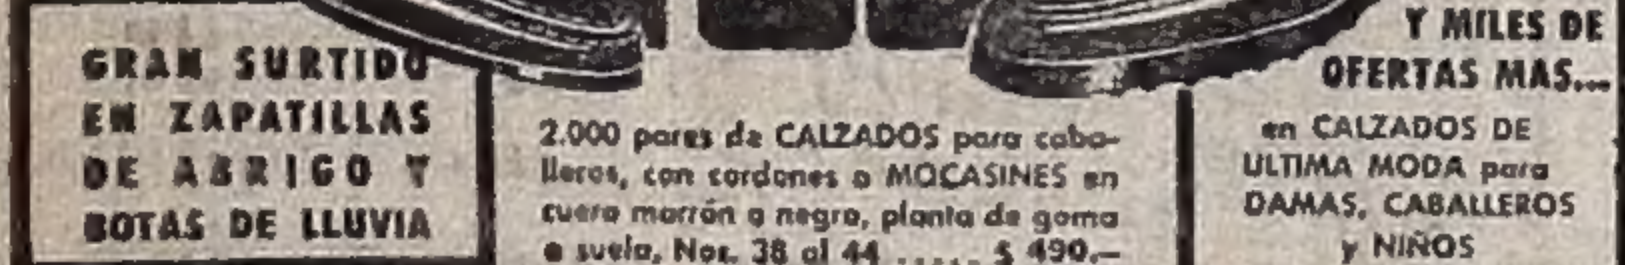 GRAN SURTIDO
EN ZAPATILLAS
DE ABRIGO Y
BOTAS DE LLUVIA
2.000 pares de CALZADOS para caba-
lleros, con cordones o MOCASINES en
cuero marrón o negro, planta de goma
o suela, Nos. 38 al 44 ..... $ 490.—
Y MILES DE
OFERTAS MAS...
en CALZADOS DE
ULTIMA MODA para
DAMAS, CABALLEROS
y NIÑOS